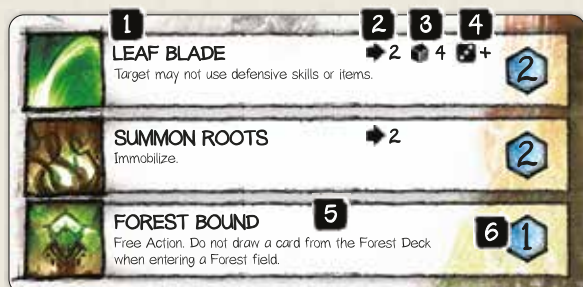 1 2 3 4
LEAF BLADE 2 4 + 2
Target may not use defensive skills or items.
SUMMON ROOTS 2 2
Immobilize.
FOREST BOUND 5
Free Action. Do not draw a card from the Forest Deck 6 1
when entering a Forest field.